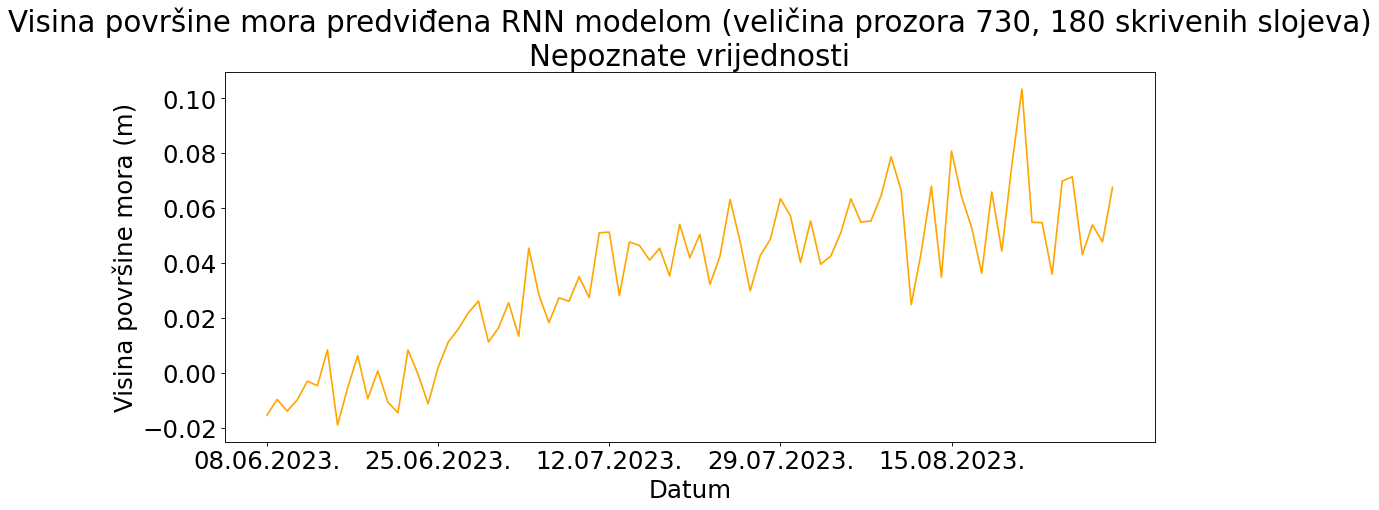 Visina površine mora predviđena RNN modelom (veličina prozora 730, 180 skrivenih slojeva)
Nepoznate vrijednosti
Visina površine mora (m)
0.10
0.08
0.06
0.04
0.02
0.00
−0.02
08.06.2023. 25.06.2023. 12.07.2023. 29.07.2023. 15.08.2023.
Datum